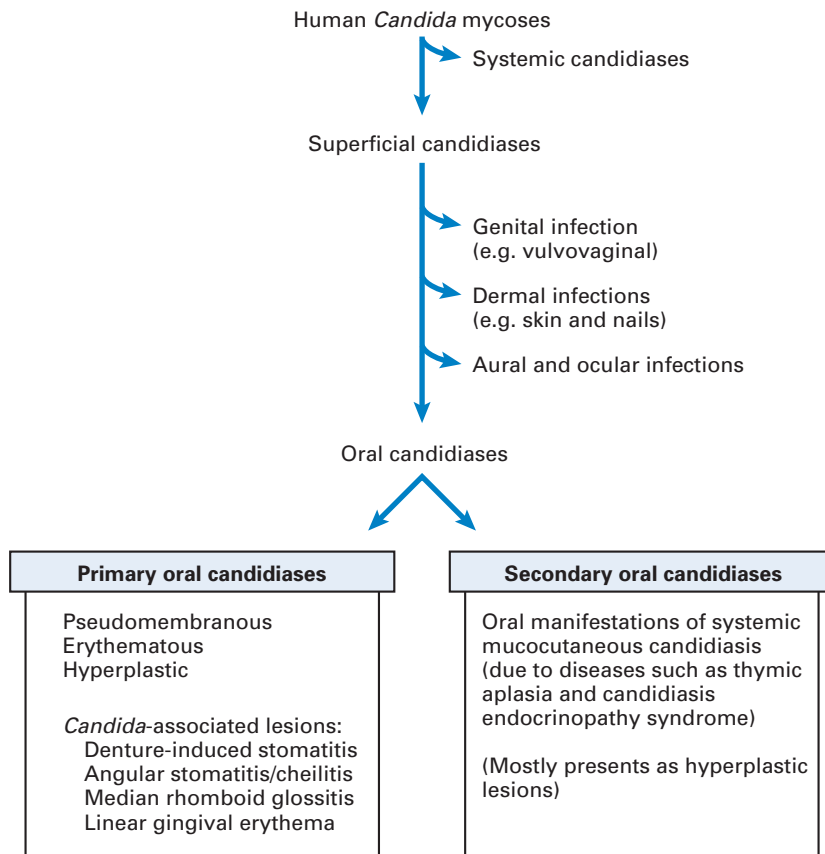 Human Candida mycoses
Systemic candidiases
Superficial candidiases
Genital infection
(e.g. vulvovaginal)
Dermal infections
(e.g. skin and nails)
Aural and ocular infections
Oral candidiases
Primary oral candidiases
Pseudomembranous
Erythematous
Hyperplastic
Candida-associated lesions:
Denture-induced stomatitis
Angular stomatitis/cheilitis
Median rhomboid glossitis
Linear gingival erythema
Secondary oral candidiases
Oral manifestations of systemic
mucocutaneous candidiasis
(due to diseases such as thymic
aplasia and candidiasis
endocrinopathy syndrome)
(Mostly presents as hyperplastic
lesions)